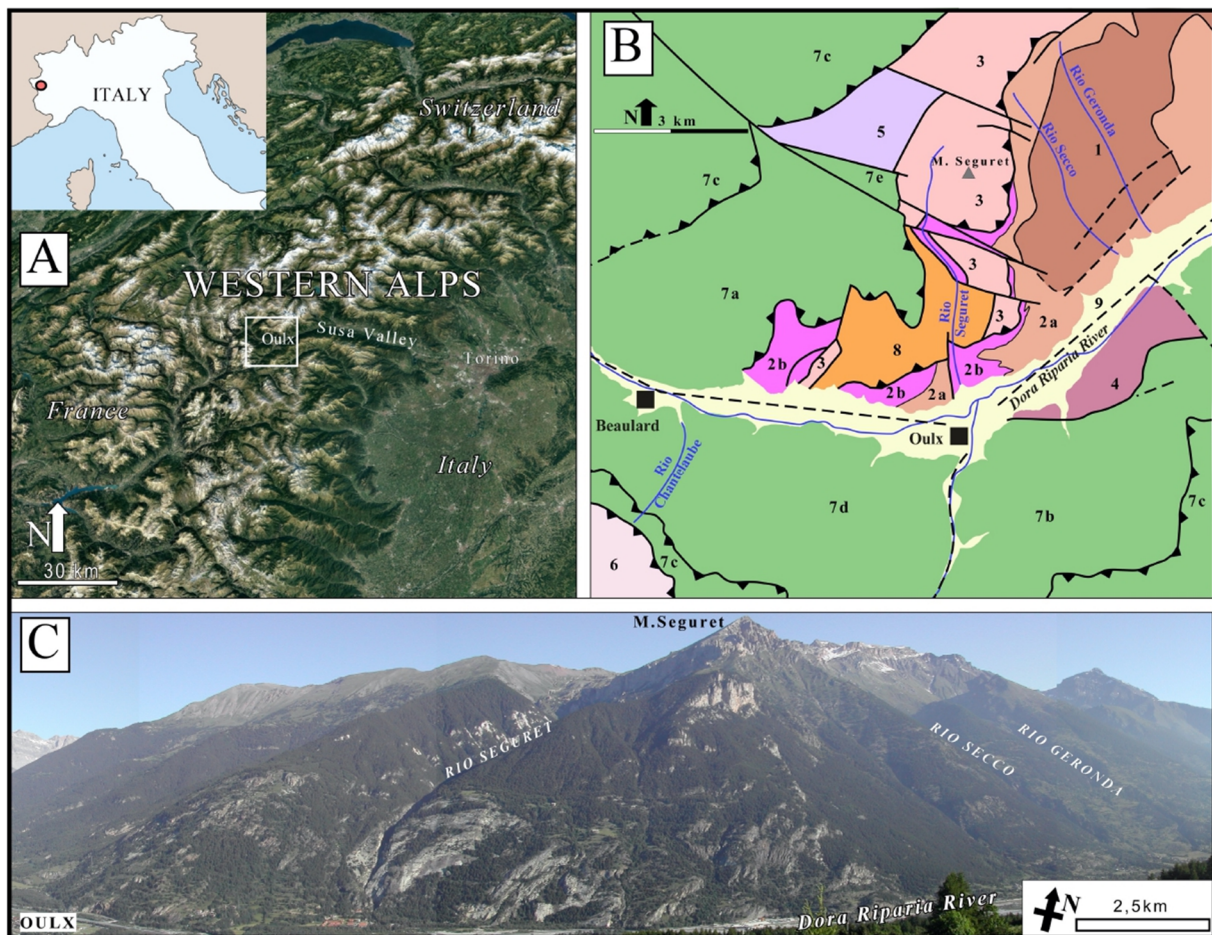 ITALY
A
Switzerland
WESTERN ALPS
Oulx
Susa Valley
Torino
France
Italy
N
30 km
B
7c
3
Rio Geronda
N
3 km
5
Rio Secco
1
M. Seguret
7c
7e
3
3
9
7a
Rio Seguret
3
2a
8
2b
3
2b
2b
2a
Dora Riparia River
4
Beaulard
Oulx
Rio Chantelaube
7d
7b
7c
7c
6
C
M.Seguret
RIO SEGURET
RIO SECCO
RIO GERONDA
OULX
Dora Riparia River
N
2,5km